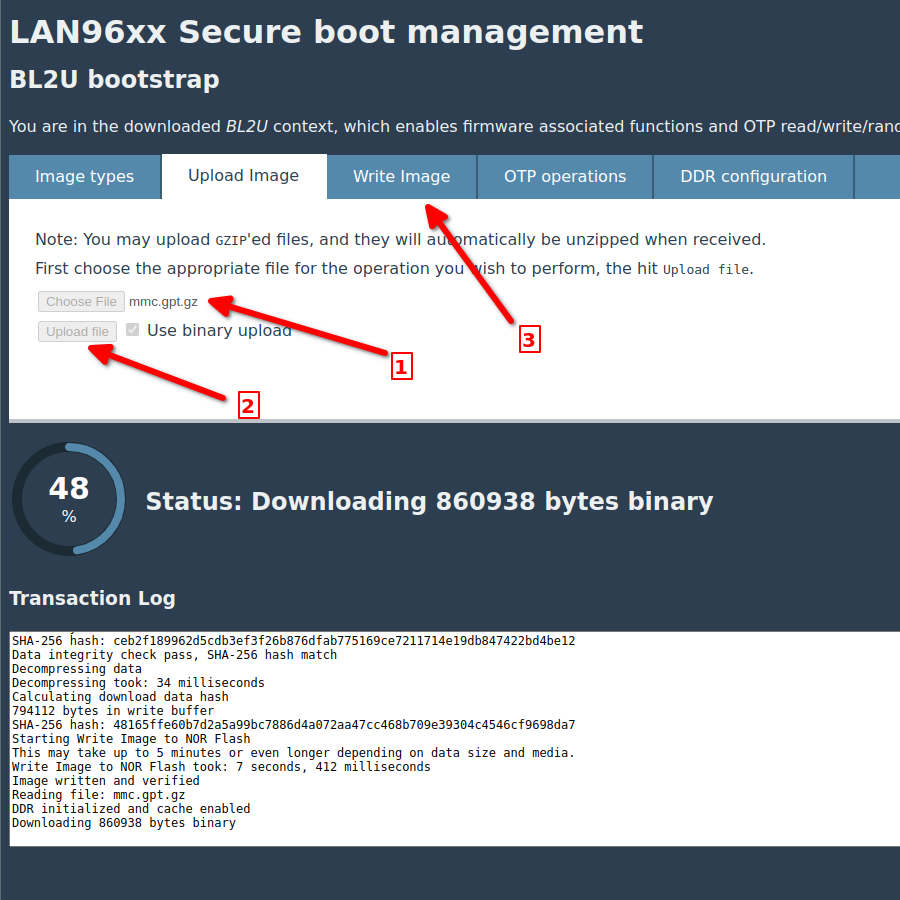 LAN96xx Secure boot management
BL2U bootstrap
You are in the downloaded BL2U context, which enables firmware associated functions and OTP read/write/
Image types
Upload Image
Write Image
OTP operations
DDR configuration
Note: You may upload GZIP'ed files, and they will automatically be unzipped when received.
First choose the appropriate file for the operation you wish to perform, the hit Upload file.
Choose File mmc.gpt.gz
Upload file Use binary upload
3
1
2
48
%
Status: Downloading 860938 bytes binary
Transaction Log
SHA-256 hash: ceb2f189962d5cdb3ef3f26b876dfab775169ce7211714e19db847422bd4be12
Data integrity check pass, SHA-256 hash match
Decompressing data
Decompressing took: 34 milliseconds
Calculating download data hash
794112 bytes in write buffer
SHA-256 hash: 48165ffe60b7d2a5a99bc7886d4a072aa47cc468b709e39304c4546cf9698da7
Starting Write Image to NOR Flash
This may take up to 5 minutes or even longer depending on data size and media.
Write Image to NOR Flash took: 7 seconds, 412 milliseconds
Image written and verified
Reading file: mmc.gpt.gz
DDR initialized and cache enabled
Downloading 860938 bytes binary